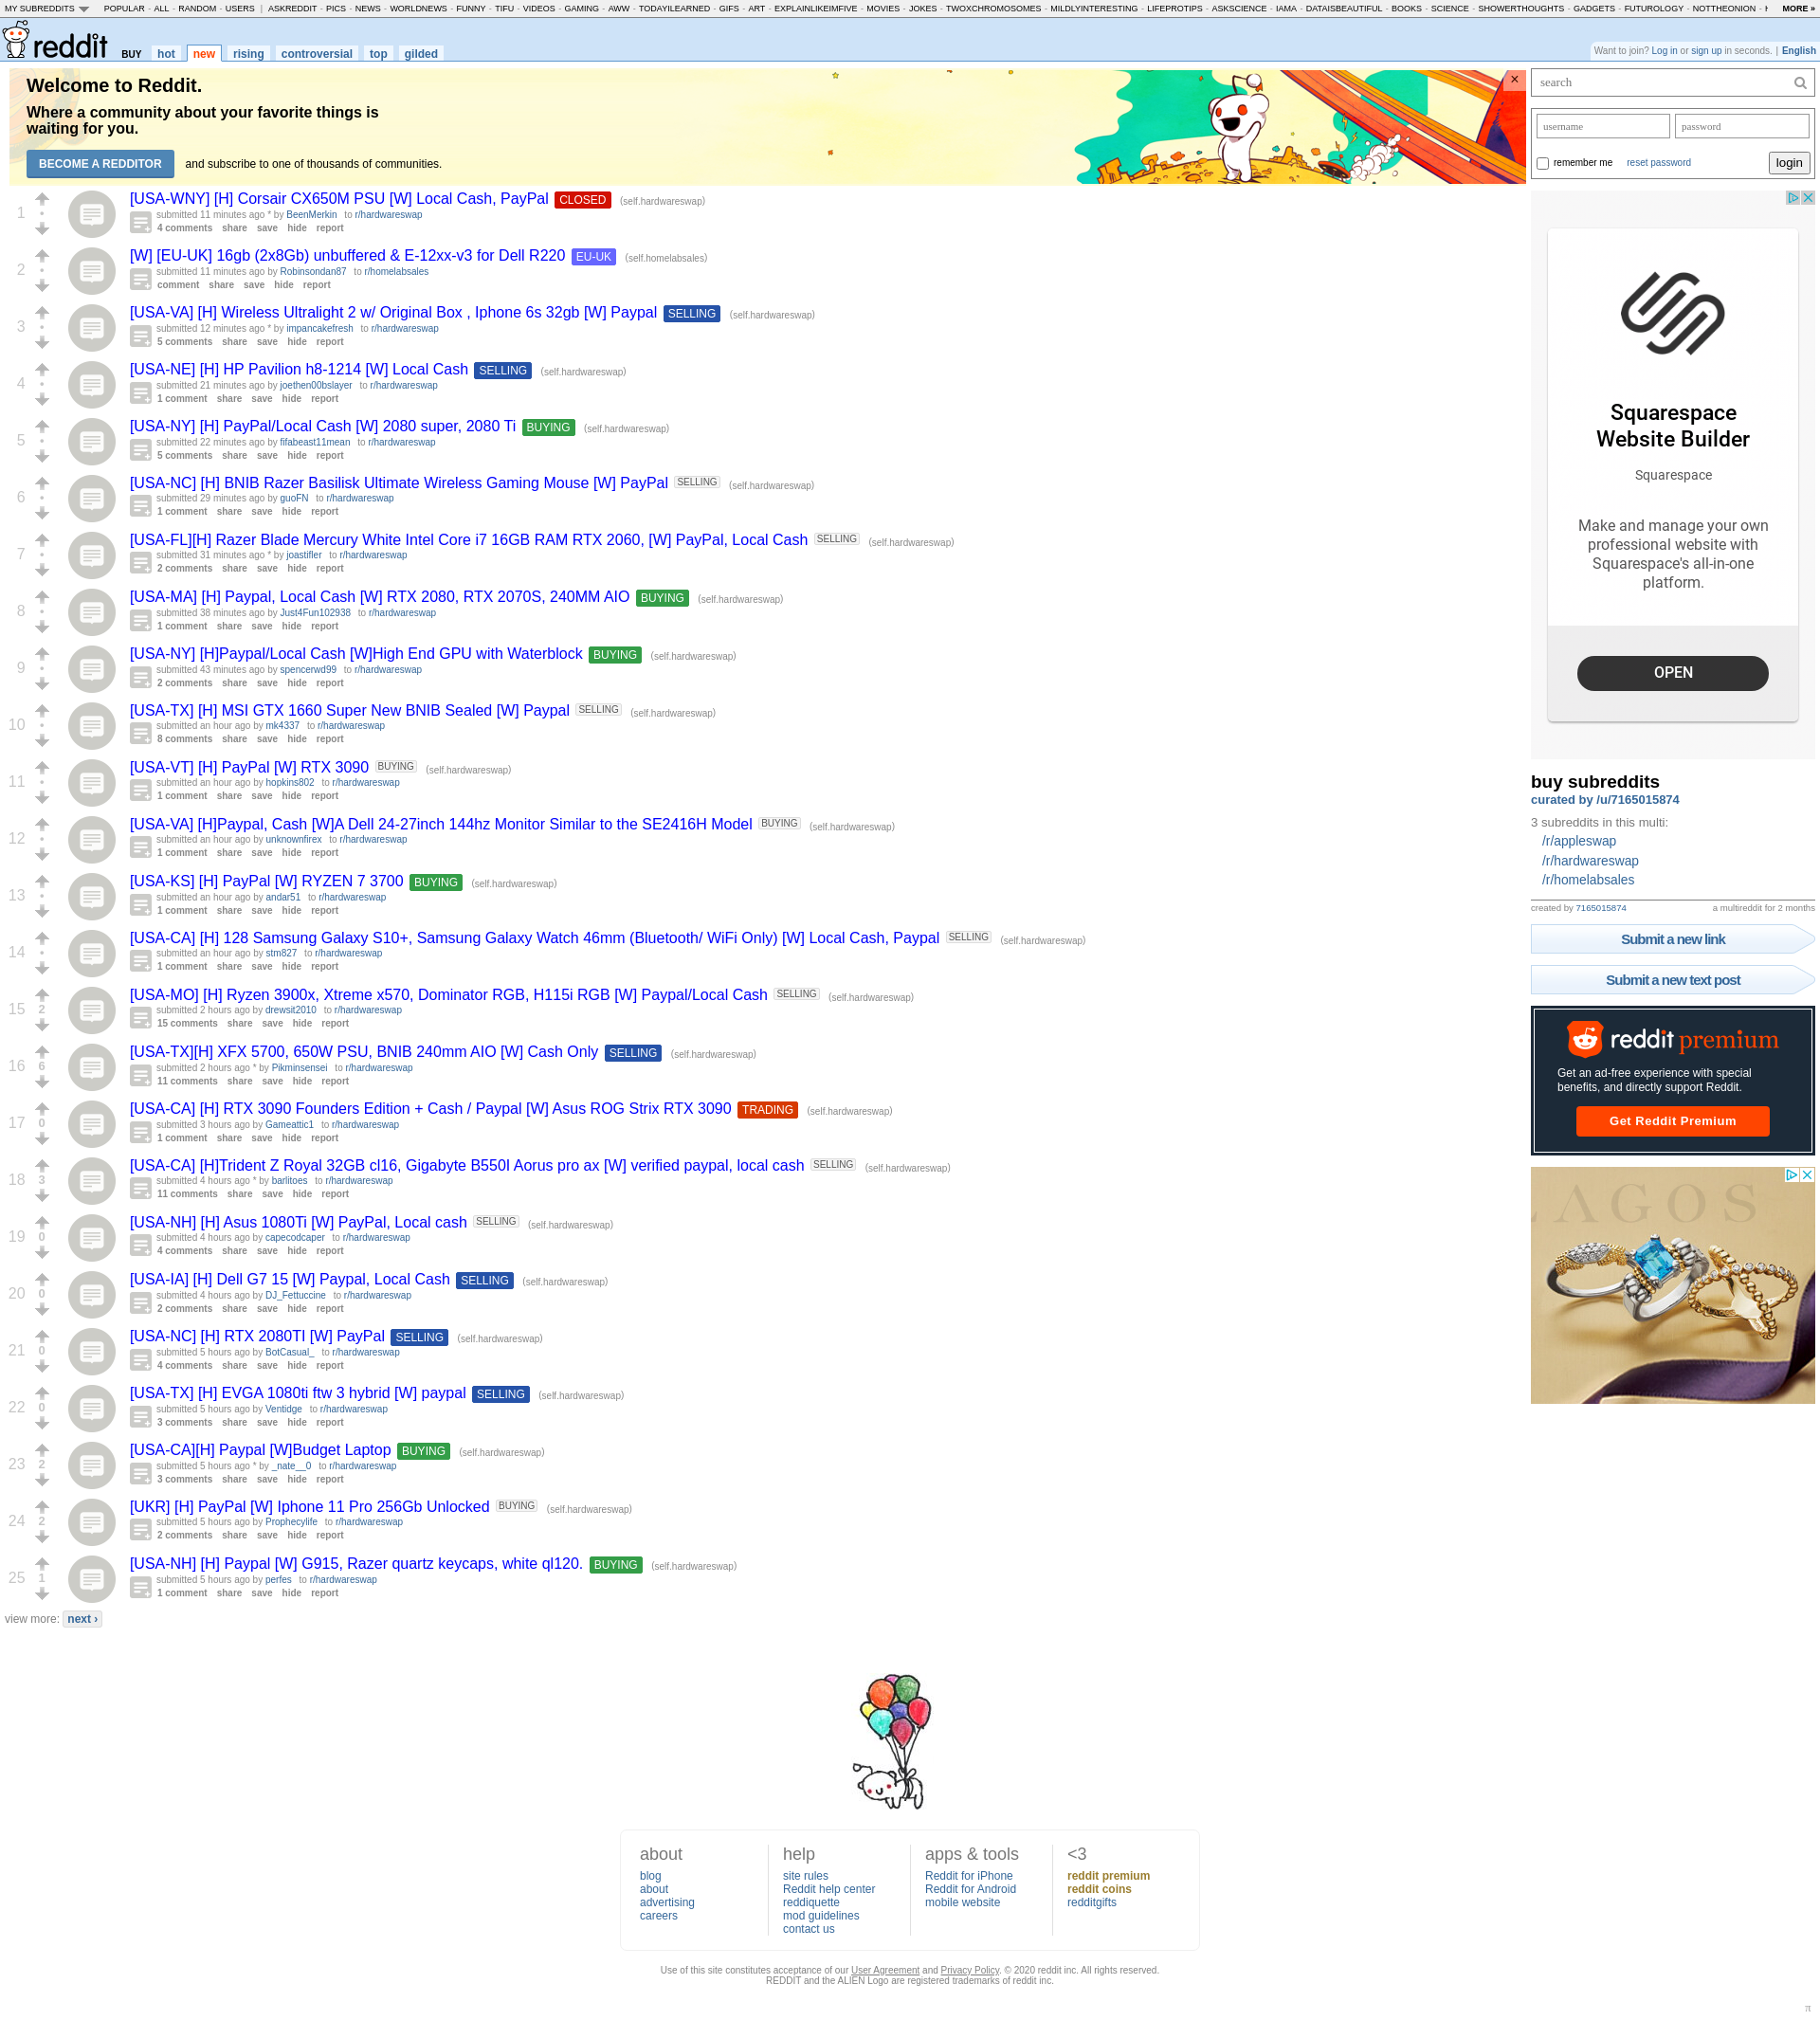 MY SUBREDDITS POPULAR - ALL - RANDOM - USERS | ASKREDDIT - PICS - NEWS - WORLDNEWS - FUNNY - TIFU - VIDEOS - GAMING - AWW - TODAYILEARNED - GIFS - ART - EXPLAINLIKEIMFIVE - MOVIES - JOKES - TWOXCHROMOSOMES - MILDLYINTERESTING - LIFEPROTIPS - ASKSCIENCE - IAMA - DATAISBEAUTIFUL - BOOKS - SCIENCE - SHOWERTHOUGHTS - GADGETS - FUTUROLOGY - NOTTHEONION - MORE »
reddit BUY hot new rising controversial top gilded
Want to join? Log in or sign up in seconds. | English
Welcome to Reddit.
Where a community about your favorite things is
waiting for you.
BECOME A REDDITOR and subscribe to one of thousands of communities.
×
1
[USA-WNY] [H] Corsair CX650M PSU [W] Local Cash, PayPal CLOSED (self.hardwareswap)
submitted 11 minutes ago * by BeenMerkin to r/hardwareswap
4 comments share save hide report
2
[W] [EU-UK] 16gb (2x8Gb) unbuffered & E-12xx-v3 for Dell R220 EU-UK (self.homelabsales)
submitted 11 minutes ago by Robinsondan87 to r/homelabsales
comment share save hide report
3
[USA-VA] [H] Wireless Ultralight 2 w/ Original Box , Iphone 6s 32gb [W] Paypal SELLING (self.hardwareswap)
submitted 12 minutes ago * by impancakefresh to r/hardwareswap
5 comments share save hide report
4
[USA-NE] [H] HP Pavilion h8-1214 [W] Local Cash SELLING (self.hardwareswap)
submitted 21 minutes ago by joethen00bslayer to r/hardwareswap
1 comment share save hide report
5
[USA-NY] [H] PayPal/Local Cash [W] 2080 super, 2080 Ti BUYING (self.hardwareswap)
submitted 22 minutes ago by fifabeast11mean to r/hardwareswap
5 comments share save hide report
6
[USA-NC] [H] BNIB Razer Basilisk Ultimate Wireless Gaming Mouse [W] PayPal SELLING (self.hardwareswap)
submitted 29 minutes ago by guoFN to r/hardwareswap
1 comment share save hide report
7
[USA-FL][H] Razer Blade Mercury White Intel Core i7 16GB RAM RTX 2060, [W] PayPal, Local Cash SELLING (self.hardwareswap)
submitted 31 minutes ago * by joastifler to r/hardwareswap
2 comments share save hide report
8
[USA-MA] [H] Paypal, Local Cash [W] RTX 2080, RTX 2070S, 240MM AIO BUYING (self.hardwareswap)
submitted 38 minutes ago by Just4Fun102938 to r/hardwareswap
1 comment share save hide report
9
[USA-NY] [H]Paypal/Local Cash [W]High End GPU with Waterblock BUYING (self.hardwareswap)
submitted 43 minutes ago by spencerwd99 to r/hardwareswap
2 comments share save hide report
10
[USA-TX] [H] MSI GTX 1660 Super New BNIB Sealed [W] Paypal SELLING (self.hardwareswap)
submitted an hour ago by mk4337 to r/hardwareswap
8 comments share save hide report
11
[USA-VT] [H] PayPal [W] RTX 3090 BUYING (self.hardwareswap)
submitted an hour ago by hopkins802 to r/hardwareswap
1 comment share save hide report
12
[USA-VA] [H]Paypal, Cash [W]A Dell 24-27inch 144hz Monitor Similar to the SE2416H Model BUYING (self.hardwareswap)
submitted an hour ago by unknownfirex to r/hardwareswap
1 comment share save hide report
13
[USA-KS] [H] PayPal [W] RYZEN 7 3700 BUYING (self.hardwareswap)
submitted an hour ago by andar51 to r/hardwareswap
1 comment share save hide report
14
[USA-CA] [H] 128 Samsung Galaxy S10+, Samsung Galaxy Watch 46mm (Bluetooth/ WiFi Only) [W] Local Cash, Paypal SELLING (self.hardwareswap)
submitted an hour ago by stm827 to r/hardwareswap
1 comment share save hide report
15 2
[USA-MO] [H] Ryzen 3900x, Xtreme x570, Dominator RGB, H115i RGB [W] Paypal/Local Cash SELLING (self.hardwareswap)
submitted 2 hours ago by drewsit2010 to r/hardwareswap
15 comments share save hide report
16 6
[USA-TX][H] XFX 5700, 650W PSU, BNIB 240mm AIO [W] Cash Only SELLING (self.hardwareswap)
submitted 2 hours ago * by Pikminsensei to r/hardwareswap
11 comments share save hide report
17 0
[USA-CA] [H] RTX 3090 Founders Edition + Cash / Paypal [W] Asus ROG Strix RTX 3090 TRADING (self.hardwareswap)
submitted 3 hours ago by Gameattic1 to r/hardwareswap
1 comment share save hide report
18 3
[USA-CA] [H]Trident Z Royal 32GB cl16, Gigabyte B550I Aorus pro ax [W] verified paypal, local cash SELLING (self.hardwareswap)
submitted 4 hours ago * by barlitoes to r/hardwareswap
11 comments share save hide report
19 0
[USA-NH] [H] Asus 1080Ti [W] PayPal, Local cash SELLING (self.hardwareswap)
submitted 4 hours ago by capecodcaper to r/hardwareswap
4 comments share save hide report
20 0
[USA-IA] [H] Dell G7 15 [W] Paypal, Local Cash SELLING (self.hardwareswap)
submitted 4 hours ago by DJ_Fettuccine to r/hardwareswap
2 comments share save hide report
21 0
[USA-NC] [H] RTX 2080TI [W] PayPal SELLING (self.hardwareswap)
submitted 5 hours ago by BotCasual_ to r/hardwareswap
4 comments share save hide report
22 0
[USA-TX] [H] EVGA 1080ti ftw 3 hybrid [W] paypal SELLING (self.hardwareswap)
submitted 5 hours ago by Ventidge to r/hardwareswap
3 comments share save hide report
23 2
[USA-CA][H] Paypal [W]Budget Laptop BUYING (self.hardwareswap)
submitted 5 hours ago * by _nate__0 to r/hardwareswap
3 comments share save hide report
24 2
[UKR] [H] PayPal [W] Iphone 11 Pro 256Gb Unlocked BUYING (self.hardwareswap)
submitted 5 hours ago by Prophecylife to r/hardwareswap
2 comments share save hide report
25 1
[USA-NH] [H] Paypal [W] G915, Razer quartz keycaps, white ql120. BUYING (self.hardwareswap)
submitted 5 hours ago by perfes to r/hardwareswap
1 comment share save hide report
view more: next ›
search
username password
remember me reset password login
Squarespace
Website Builder
Squarespace
Make and manage your own
professional website with
Squarespace's all-in-one
platform.
OPEN
buy subreddits
curated by /u/7165015874
3 subreddits in this multi:
/r/appleswap
/r/hardwareswap
/r/homelabsales
created by 7165015874 a multireddit for 2 months
Submit a new link
Submit a new text post
reddit premium
Get an ad-free experience with special
benefits, and directly support Reddit.
Get Reddit Premium
LAGOS
about
blog
about
advertising
careers
help
site rules
Reddit help center
reddiquette
mod guidelines
contact us
apps & tools
Reddit for iPhone
Reddit for Android
mobile website
<3
reddit premium
reddit coins
redditgifts
Use of this site constitutes acceptance of our User Agreement and Privacy Policy. © 2020 reddit inc. All rights reserved.
REDDIT and the ALIEN Logo are registered trademarks of reddit inc.
π